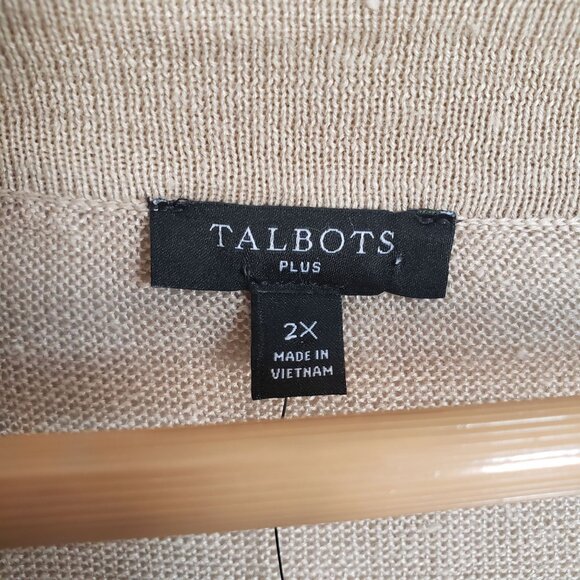 TALBOTS
PLUS
2X
MADE IN
VIETNAM